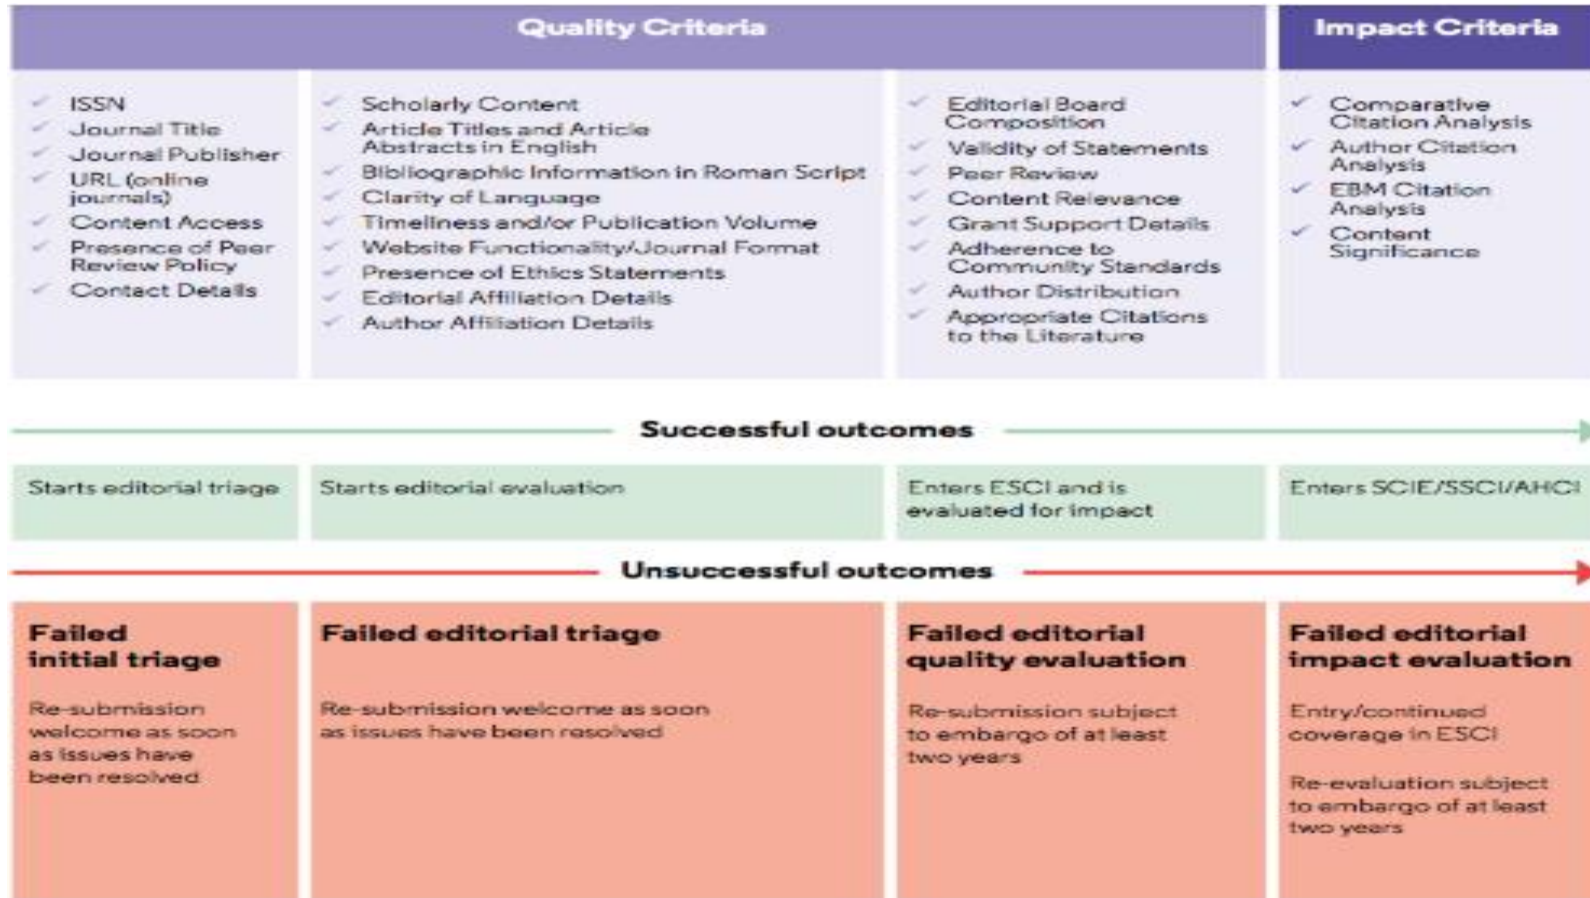 Quality Criteria
Impact Criteria
ISSN
Journal Title
Journal Publisher
URL (online
journals)
Content Access
Presence of Peer
Review Policy
Contact Details
Scholarly Content
Article Titles and Article
Abstracts in English
Bibliographic Information in Roman Script
Clarity of Language
Timeliness and/or Publication Volume
Website Functionality/Journal Format
Presence of Ethics Statements
Editorial Affiliation Details
Author Affiliation Details
Editorial Board
Composition
Validity of Statements
Peer Review
Content Relevance
Grant Support Details
Adherence to
Community Standards
Author Distribution
Appropriate Citations
to the Literature
Comparative
Citation Analysis
Author Citation
Analysis
EBM Citation
Analysis
Content
Significance
Successful outcomes
Starts editorial triage
Starts editorial evaluation
Enters ESCI and is
evaluated for impact
Enters SCIE/SSCI/AHCI
Unsuccessful outcomes
Failed
initial triage
Re-submission
welcome as soon
as issues have
been resolved
Failed editorial triage
Re-submission welcome as soon
as issues have been resolved
Failed editorial
quality evaluation
Re-submission subject
to embargo of at least
two years
Failed editorial
impact evaluation
Entry/continued
coverage in ESCI
Re-evaluation subject
to embargo of at least
two years